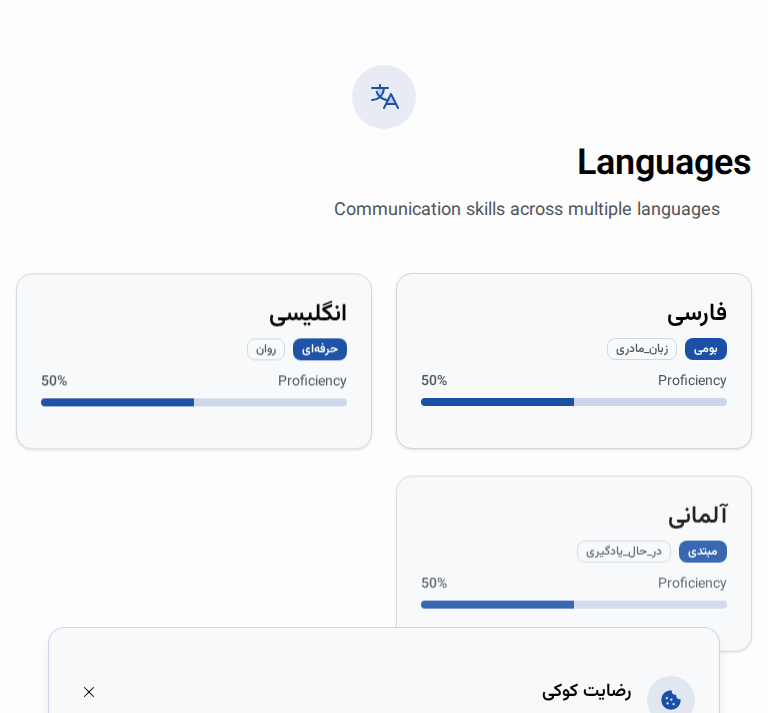 Languages
Communication skills across multiple languages
فارسی
بومی زبان_مادری
Proficiency 50%
انگلیسی
حرفه‌ای روان
Proficiency 50%
آلمانی
مبتدی در_حال_یادگیری
Proficiency 50%
رضایت کوکی